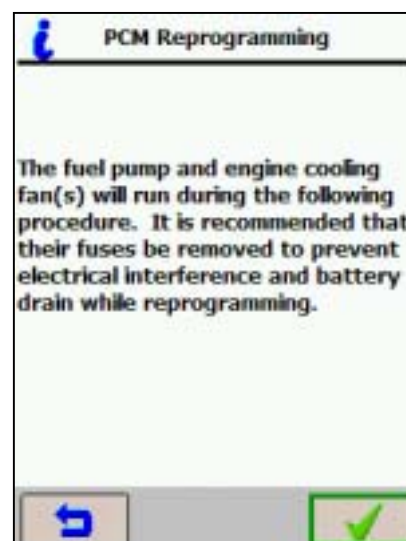 PCM Reprogramming
The fuel pump and engine cooling
fan(s) will run during the following
procedure. It is recommended that
their fuses be removed to prevent
electrical interference and battery
drain while reprogramming.